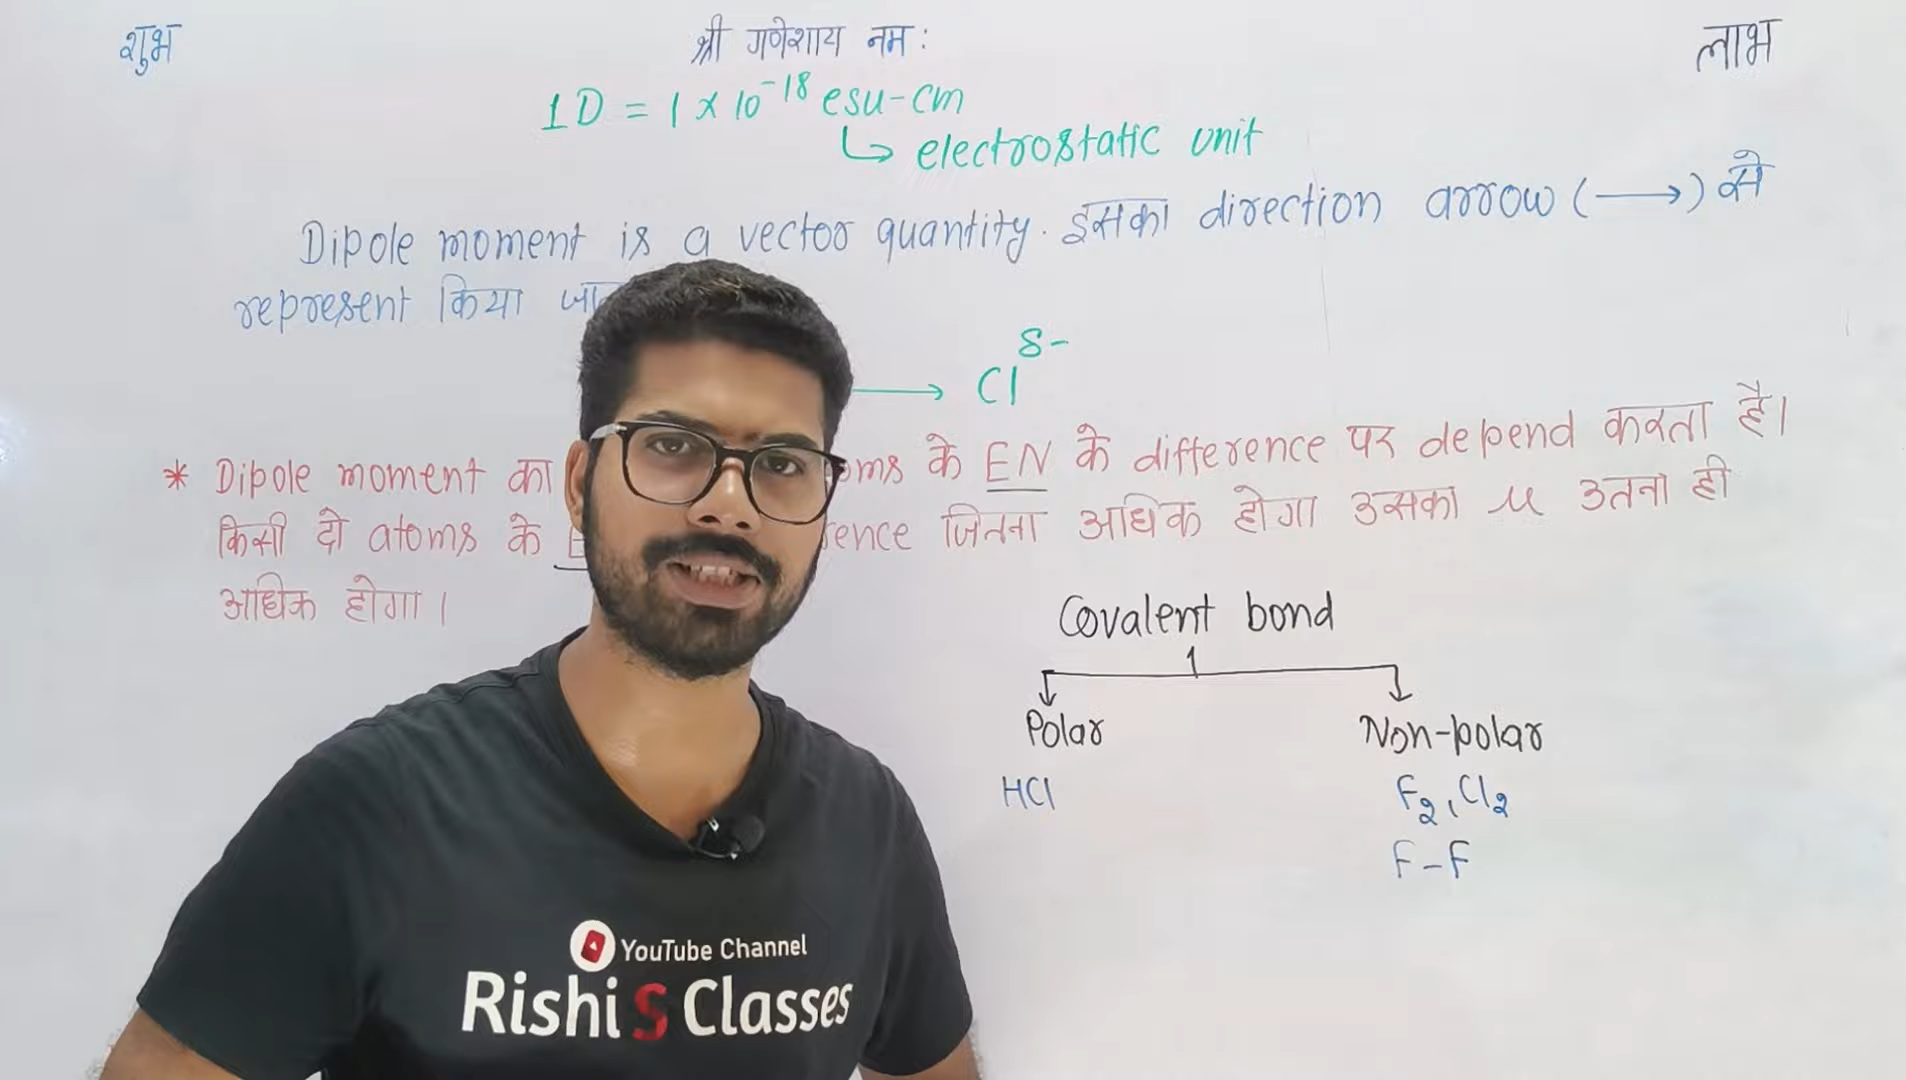 शुभ श्री गणेशाय नमः लाभ
1D = 1 × 10⁻¹⁸ esu-cm
↳ electrostatic unit
Dipole moment is a vector quantity. इसका direction arrow (⟶) से
represent किया
δ-
⟶ Cl
* Dipole moment का के EN के difference पर depend करता है।
किसी दो atoms के जितना अधिक होगा उसका μ उतना ही
अधिक होगा।
Covalent bond
Polar Non-polar
HCl F₂, Cl₂
F-F
YouTube Channel
Rishi S Classes